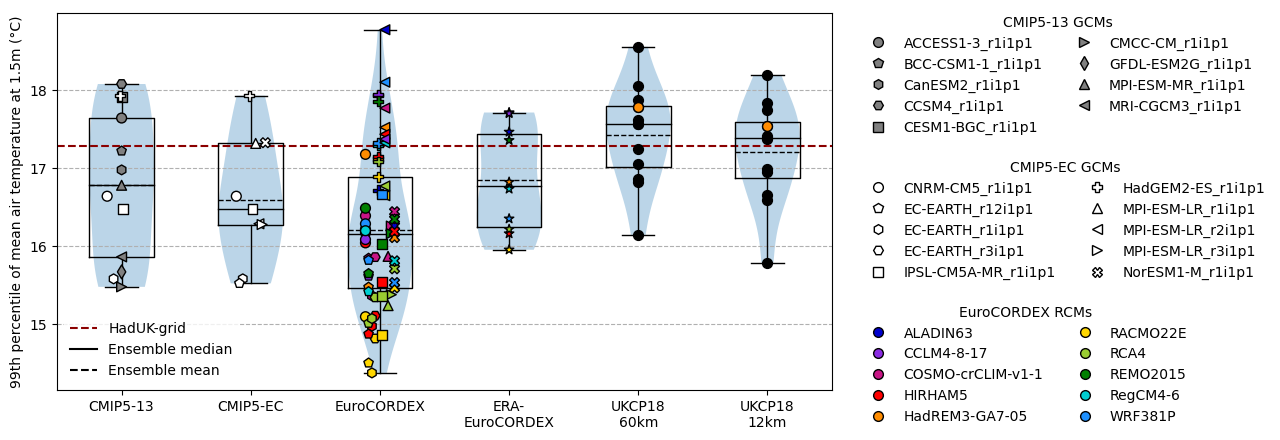 99th percentile of mean air temperature at 1.5m (°C)
18
17
16
15
HadUK-grid
Ensemble median
Ensemble mean
CMIP5-13
CMIP5-EC
EuroCORDEX
ERA-
EuroCORDEX
UKCP18
60km
UKCP18
12km
CMIP5-13 GCMs
ACCESS1-3_r1i1p1
BCC-CSM1-1_r1i1p1
CanESM2_r1i1p1
CCSM4_r1i1p1
CESM1-BGC_r1i1p1
CMCC-CM_r1i1p1
GFDL-ESM2G_r1i1p1
MPI-ESM-MR_r1i1p1
MRI-CGCM3_r1i1p1
CMIP5-EC GCMs
CNRM-CM5_r1i1p1
EC-EARTH_r12i1p1
EC-EARTH_r1i1p1
EC-EARTH_r3i1p1
IPSL-CM5A-MR_r1i1p1
HadGEM2-ES_r1i1p1
MPI-ESM-LR_r1i1p1
MPI-ESM-LR_r2i1p1
MPI-ESM-LR_r3i1p1
NorESM1-M_r1i1p1
EuroCORDEX RCMs
ALADIN63
CCLM4-8-17
COSMO-crCLIM-v1-1
HIRHAM5
HadREM3-GA7-05
RACMO22E
RCA4
REMO2015
RegCM4-6
WRF381P